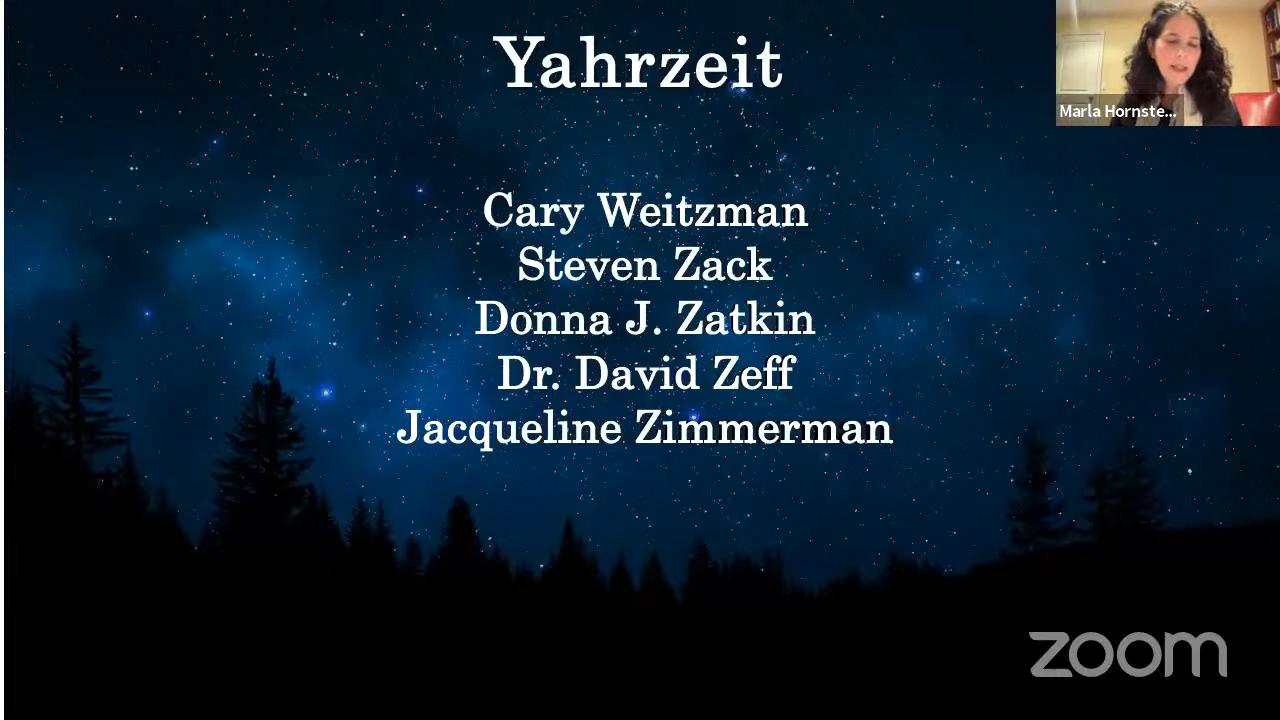 Yahrzeit
Marla Hornste...
Cary Weitzman
Steven Zack
Donna J. Zatkin
Dr. David Zeff
Jacqueline Zimmerman
zoom